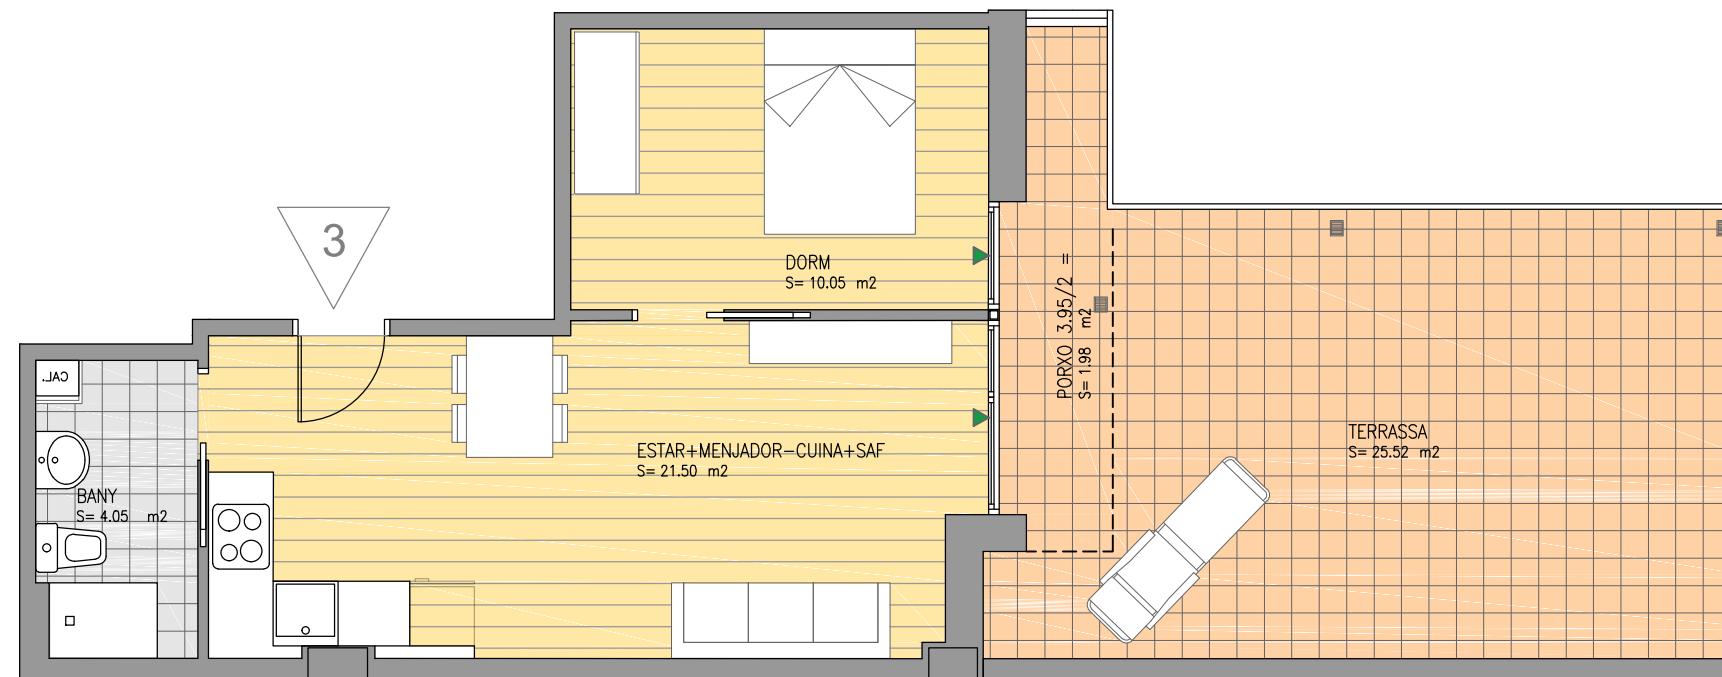 3
DORM
S= 10.05 m2
PORXO 3.95/2 =
S= 1.98 m2
CAL.
ESTAR+MENJADOR-CUINA+SAF
S= 21.50 m2
TERRASSA
S= 25.52 m2
BANY
S= 4.05 m2